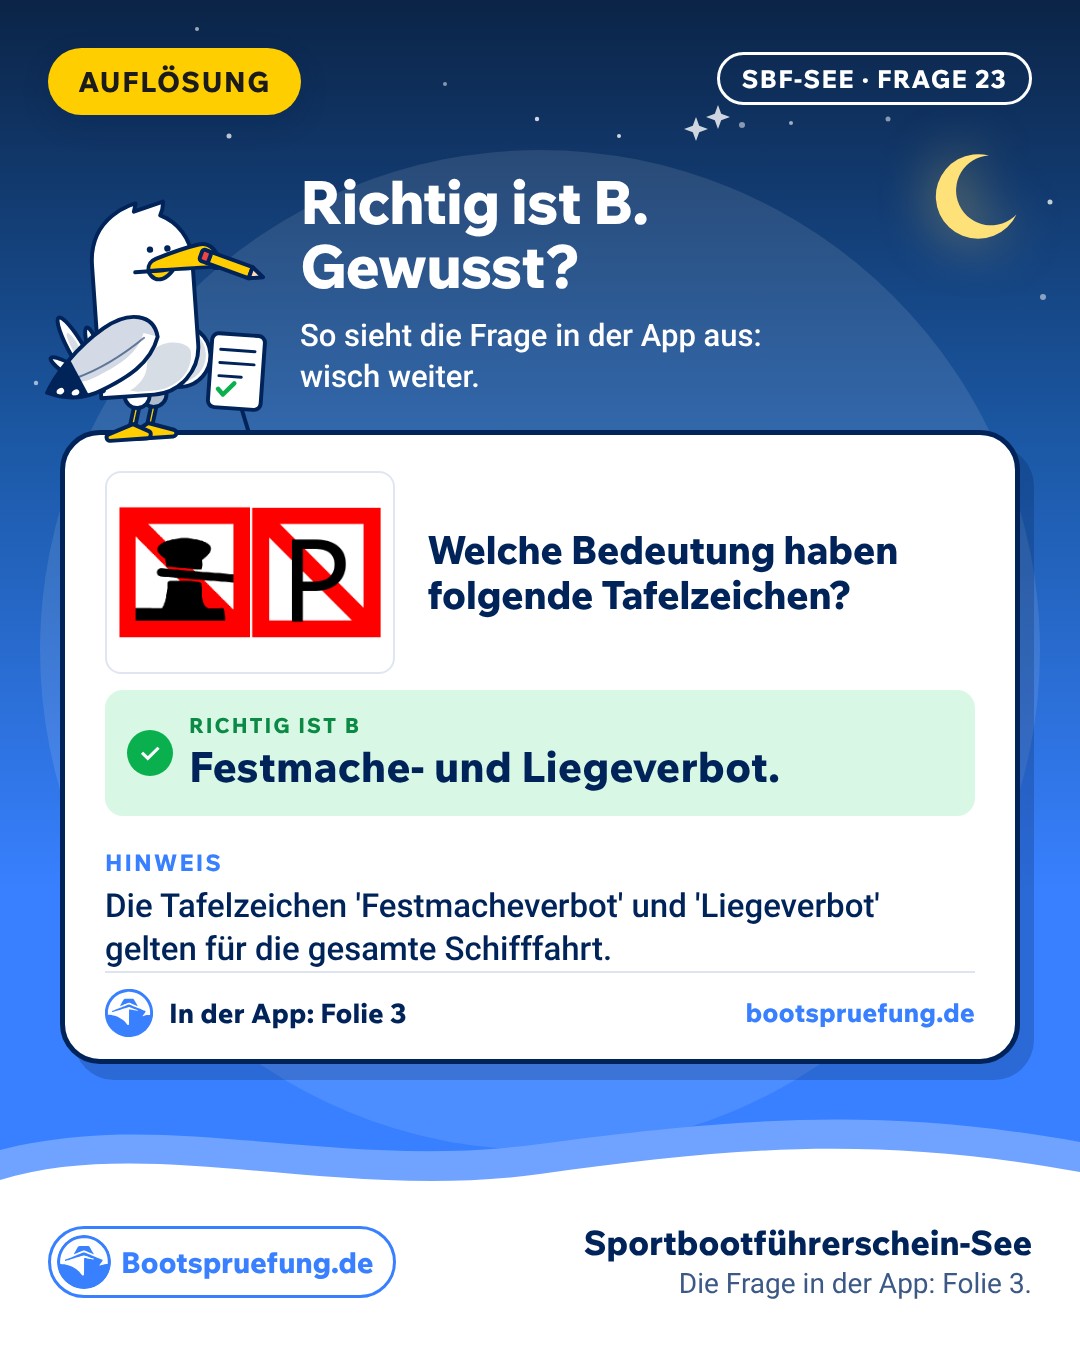 AUFLÖSUNG
SBF-SEE · FRAGE 23
Richtig ist B.
Gewusst?
So sieht die Frage in der App aus:
wisch weiter.
P
Welche Bedeutung haben
folgende Tafelzeichen?
RICHTIG IST B
Festmache- und Liegeverbot.
HINWEIS
Die Tafelzeichen 'Festmacheverbot' und 'Liegeverbot'
gelten für die gesamte Schifffahrt.
In der App: Folie 3
bootspruefung.de
Bootspruefung.de
Sportbootführerschein-See
Die Frage in der App: Folie 3.